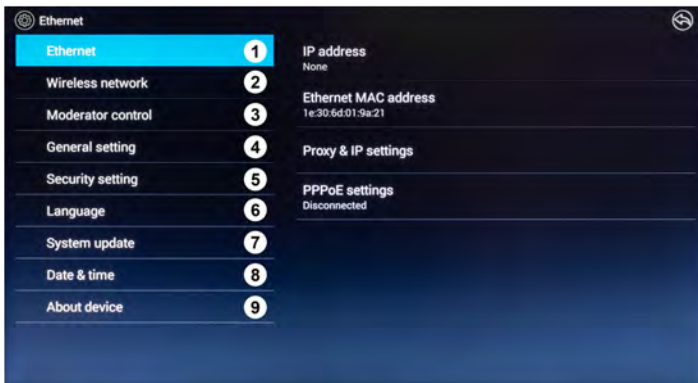 Ethernet
Ethernet 1
Wireless network 2
Moderator control 3
General setting 4
Security setting 5
Language 6
System update 7
Date & time 8
About device 9
IP address
None
Ethernet MAC address
1e:30:6d:01:9a:21
Proxy & IP settings
PPPoE settings
Disconnected